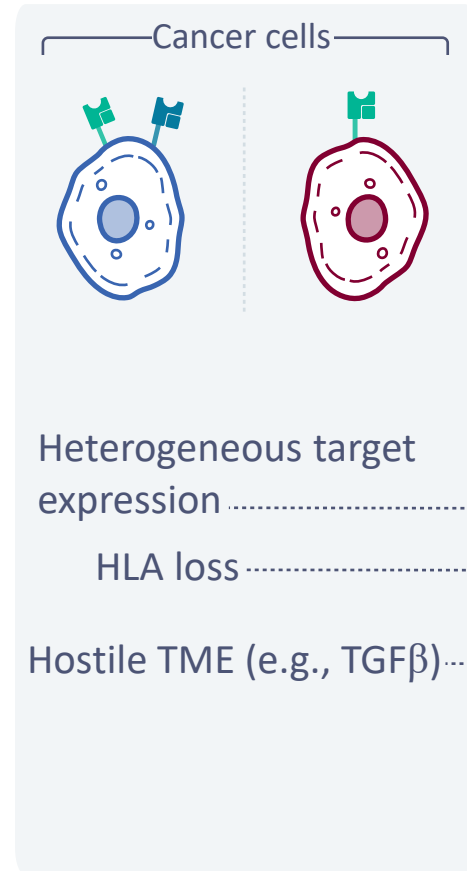 Cancer cells
Heterogeneous target
expression
HLA loss
Hostile TME (e.g., TGFβ)